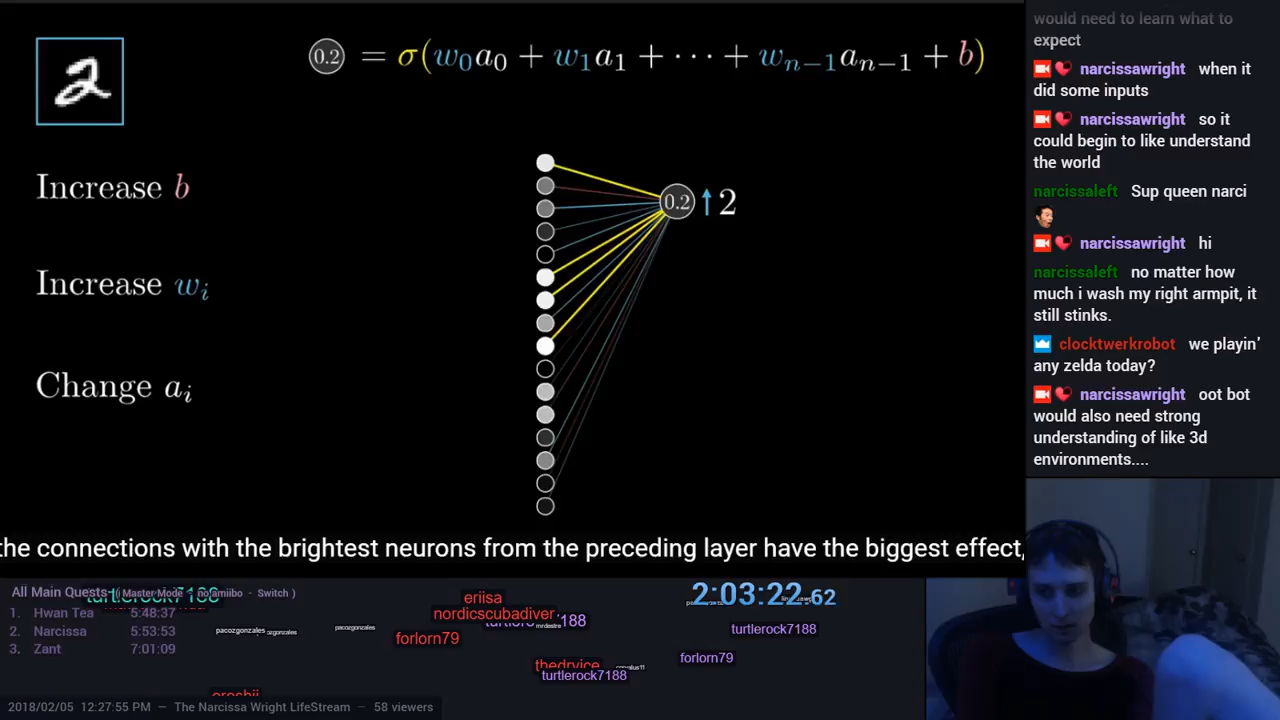 0.2 = σ(w₀a₀ + w₁a₁ + ··· + wₙ₋₁aₙ₋₁ + b)
2
Increase b
Increase wᵢ
Change aᵢ
0.2 ↑ 2
the connections with the brightest neurons from the preceding layer have the biggest effect,
would need to learn what to
expect
narcissawright when it
did some inputs
narcissawright so it
could begin to like understand
the world
narcissaleft Sup queen narci
narcissawright hi
narcissaleft no matter how
much i wash my right armpit, it
still stinks.
clocktwerkrobot we playin'
any zelda today?
narcissawright oot bot
would also need strong
understanding of like 3d
environments....
All Main Quests (Master Mode - no amiibo - Switch)
1. Hwan Tea 5:48:37
2. Narcissa 5:53:53
3. Zant 7:01:09
turtlerock7188
pacozgonzales
pacozgonzales
eriisa
nordicscubadiver
forlorn79
thedrvice
turtlerock7188
2:03:22.62
turtlerock7188
forlorn79
2018/02/05 12:27:55 PM — The Narcissa Wright LifeStream — 58 viewers